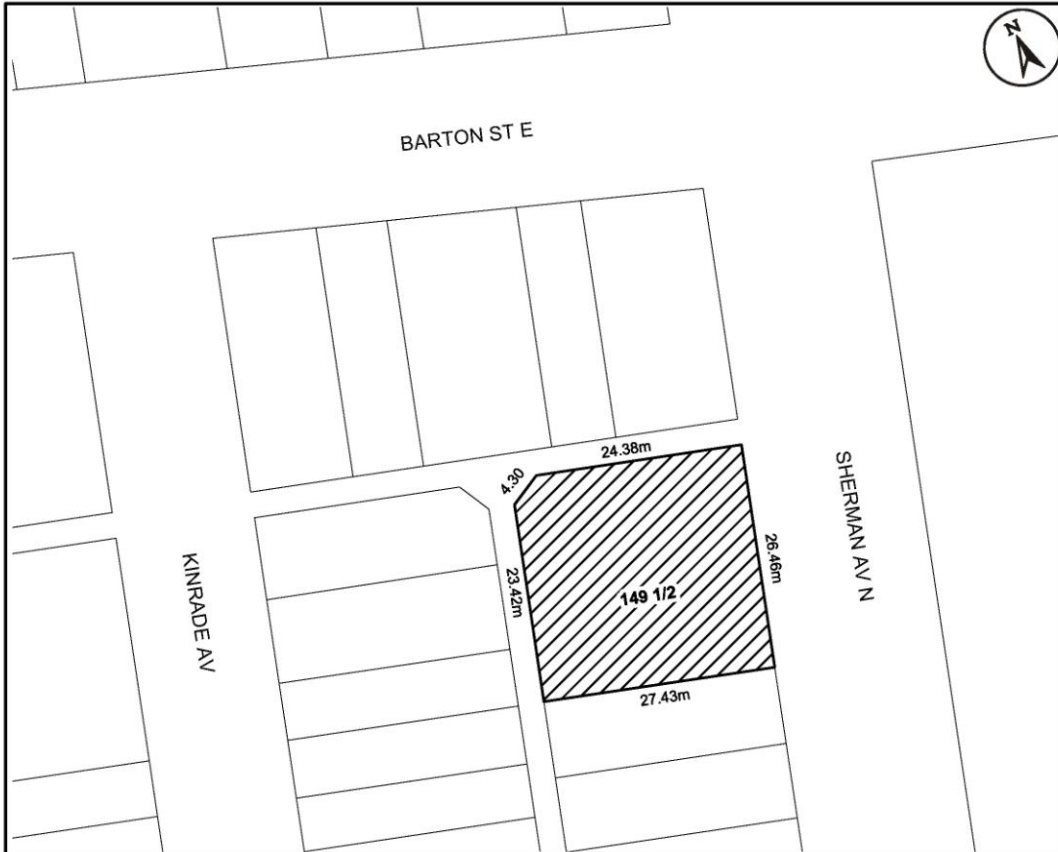 N
BARTON ST E
24.38m
4.30
SHERMAN AV N
26.46m
KINRADE AV
23.42m
149 1/2
27.43m